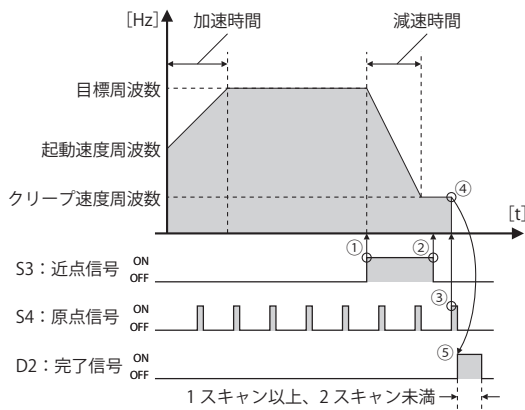 [Hz]
加速時間
減速時間
目標周波数
起動速度周波数
クリープ速度周波数
④
[t]
① ②
S3：近点信号 ON
OFF
③
S4：原点信号 ON
OFF
⑤
D2：完了信号 ON
OFF
1 スキャン以上、2 スキャン未満